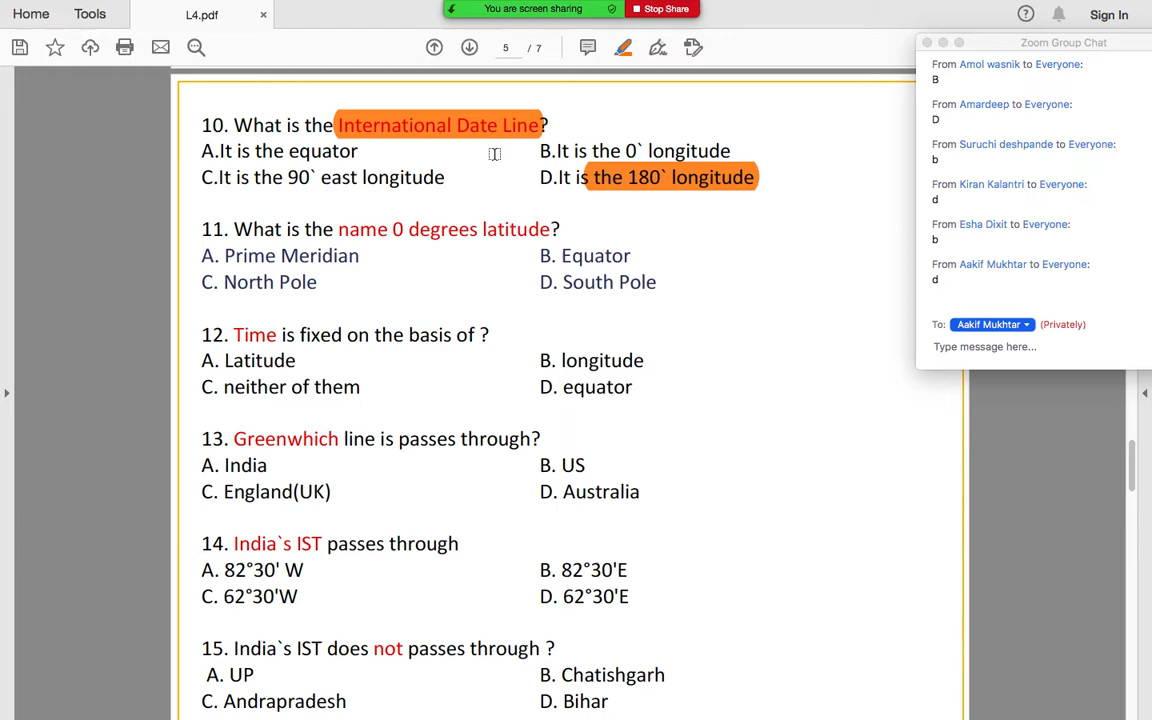 Home Tools L4.pdf × You are screen sharing Stop Share Sign In
5 / 7
Zoom Group Chat
From Amol wasnik to Everyone:
B
From Amardeep to Everyone:
D
From Suruchi deshpande to Everyone:
b
From Kiran Kalantri to Everyone:
d
From Esha Dixit to Everyone:
b
From Aakif Mukhtar to Everyone:
d
To: Aakif Mukhtar (Privately)
Type message here...
10. What is the International Date Line?
A.It is the equator B.It is the 0` longitude
C.It is the 90` east longitude D.It is the 180` longitude
11. What is the name 0 degrees latitude?
A. Prime Meridian B. Equator
C. North Pole D. South Pole
12. Time is fixed on the basis of ?
A. Latitude B. longitude
C. neither of them D. equator
13. Greenwhich line is passes through?
A. India B. US
C. England(UK) D. Australia
14. India`s IST passes through
A. 82°30' W B. 82°30'E
C. 62°30'W D. 62°30'E
15. India`s IST does not passes through ?
A. UP B. Chatishgarh
C. Andrapradesh D. Bihar